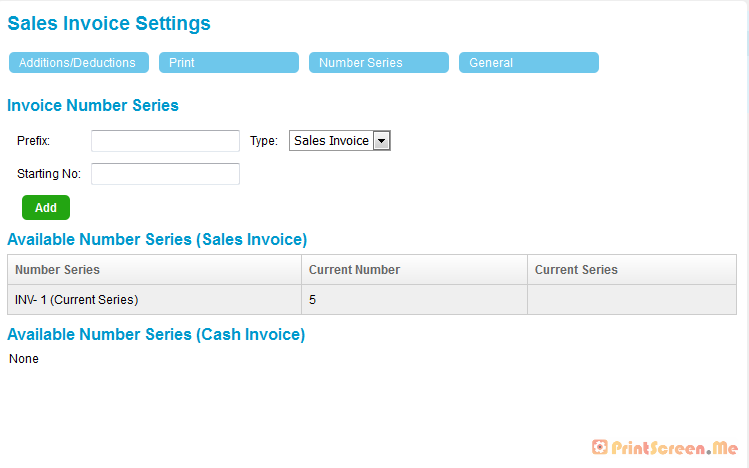 Sales Invoice Settings
Additions/Deductions Print Number Series General
Invoice Number Series
Prefix: Type: Sales Invoice
Starting No:
Add
Available Number Series (Sales Invoice)
Number Series Current Number Current Series
INV- 1 (Current Series) 5
Available Number Series (Cash Invoice)
None
PrintScreen.Me